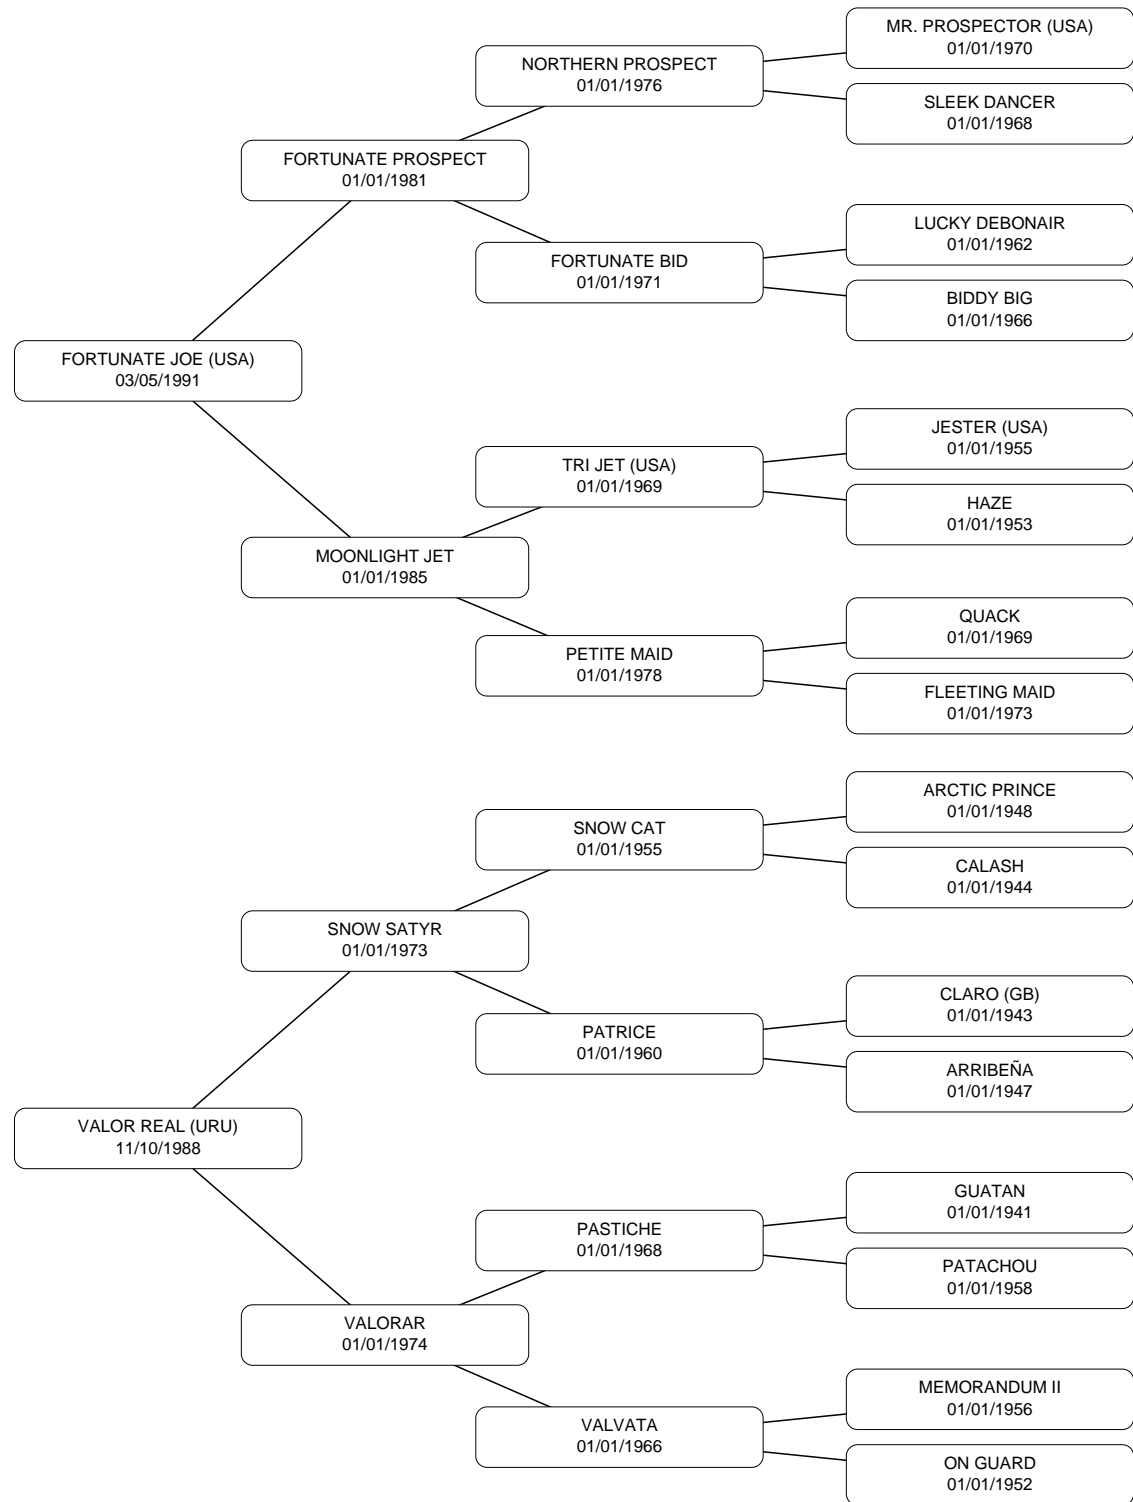 MR. PROSPECTOR (USA)
01/01/1970
NORTHERN PROSPECT
01/01/1976
SLEEK DANCER
01/01/1968
FORTUNATE PROSPECT
01/01/1981
LUCKY DEBONAIR
01/01/1962
FORTUNATE BID
01/01/1971
BIDDY BIG
01/01/1966
FORTUNATE JOE (USA)
03/05/1991
JESTER (USA)
01/01/1955
TRI JET (USA)
01/01/1969
HAZE
01/01/1953
MOONLIGHT JET
01/01/1985
QUACK
01/01/1969
PETITE MAID
01/01/1978
FLEETING MAID
01/01/1973
ARCTIC PRINCE
01/01/1948
SNOW CAT
01/01/1955
CALASH
01/01/1944
SNOW SATYR
01/01/1973
CLARO (GB)
01/01/1943
PATRICE
01/01/1960
ARRIBEÑA
01/01/1947
VALOR REAL (URU)
11/10/1988
GUATAN
01/01/1941
PASTICHE
01/01/1968
PATACHOU
01/01/1958
VALORAR
01/01/1974
MEMORANDUM II
01/01/1956
VALVATA
01/01/1966
ON GUARD
01/01/1952